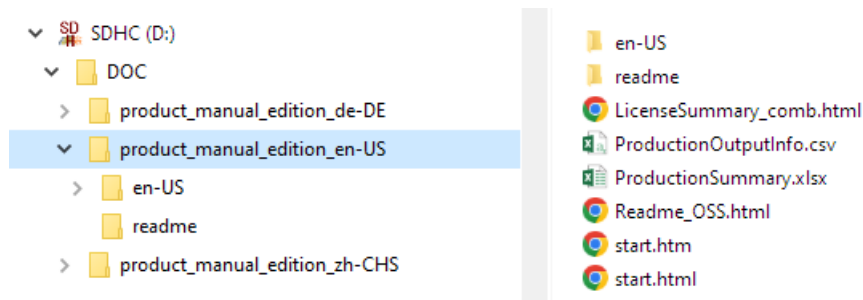 SDHC (D:)
DOC
product_manual_edition_de-DE
product_manual_edition_en-US
en-US
readme
product_manual_edition_zh-CHS
en-US
readme
LicenseSummary_comb.html
ProductionOutputInfo.csv
ProductionSummary.xlsx
Readme_OSS.html
start.htm
start.html